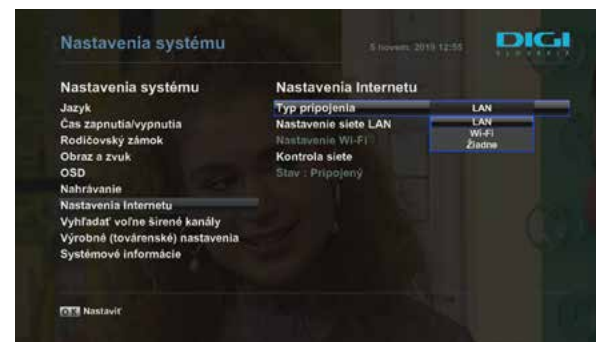 Nastavenia systému
5 novem. 2019 12:55
DIGI
SLOVAKIA
Nastavenia systému
Jazyk
Čas zapnutia/vypnutia
Rodičovský zámok
Obraz a zvuk
OSD
Nahrávanie
Nastavenia Internetu
Vyhľadať voľne šírené kanály
Výrobné (továrenské) nastavenia
Systémové informácie
Nastavenia Internetu
Typ pripojenia LAN
Nastavenie siete LAN
Nastavenie Wi-Fi
Kontrola siete
Stav : Pripojený
LAN
Wi-Fi
Žiadne
OK Nastaviť